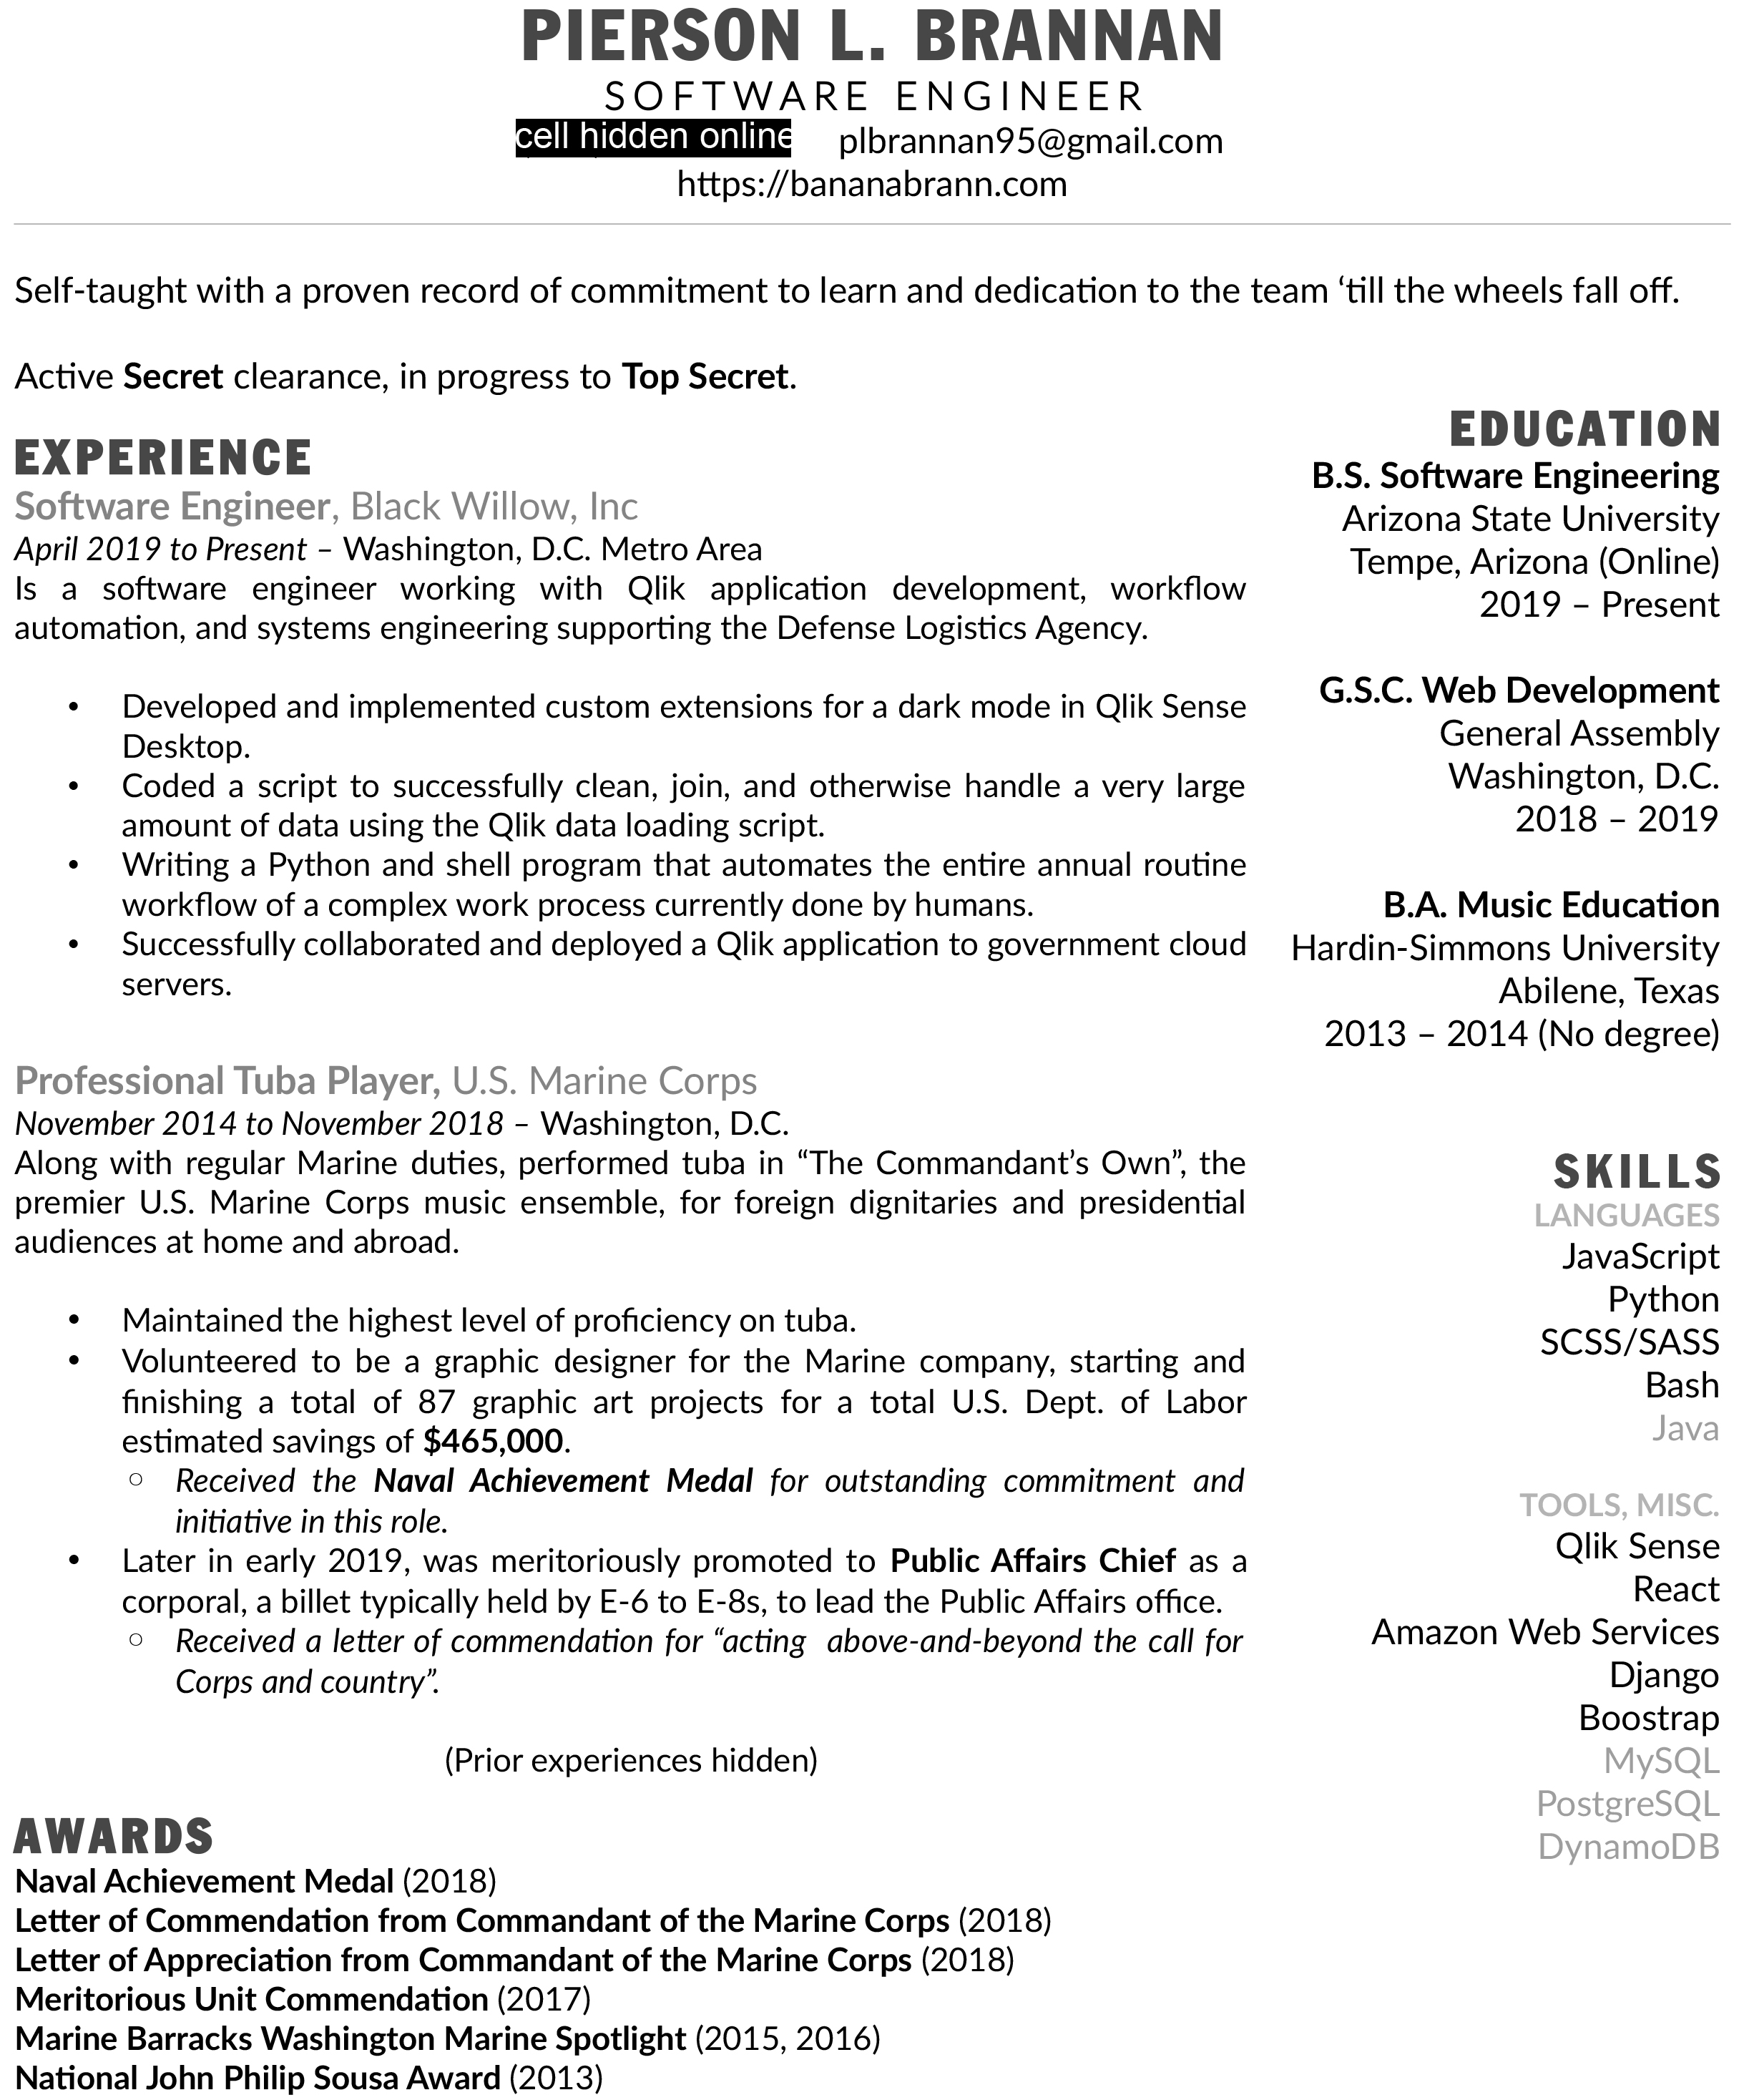 PIERSON L. BRANNAN
SOFTWARE ENGINEER
cell hidden online plbrannan95@gmail.com
https://bananabrann.com
Self-taught with a proven record of commitment to learn and dedication to the team ‘till the wheels fall off.
Active Secret clearance, in progress to Top Secret.
EXPERIENCE
Software Engineer, Black Willow, Inc
April 2019 to Present – Washington, D.C. Metro Area
Is a software engineer working with Qlik application development, workflow
automation, and systems engineering supporting the Defense Logistics Agency.
• Developed and implemented custom extensions for a dark mode in Qlik Sense
Desktop.
• Coded a script to successfully clean, join, and otherwise handle a very large
amount of data using the Qlik data loading script.
• Writing a Python and shell program that automates the entire annual routine
workflow of a complex work process currently done by humans.
• Successfully collaborated and deployed a Qlik application to government cloud
servers.
Professional Tuba Player, U.S. Marine Corps
November 2014 to November 2018 – Washington, D.C.
Along with regular Marine duties, performed tuba in “The Commandant’s Own”, the
premier U.S. Marine Corps music ensemble, for foreign dignitaries and presidential
audiences at home and abroad.
• Maintained the highest level of proficiency on tuba.
• Volunteered to be a graphic designer for the Marine company, starting and
finishing a total of 87 graphic art projects for a total U.S. Dept. of Labor
estimated savings of $465,000.
○ Received the Naval Achievement Medal for outstanding commitment and
initiative in this role.
• Later in early 2019, was meritoriously promoted to Public Affairs Chief as a
corporal, a billet typically held by E-6 to E-8s, to lead the Public Affairs office.
○ Received a letter of commendation for “acting above-and-beyond the call for
Corps and country”.
(Prior experiences hidden)
AWARDS
Naval Achievement Medal (2018)
Letter of Commendation from Commandant of the Marine Corps (2018)
Letter of Appreciation from Commandant of the Marine Corps (2018)
Meritorious Unit Commendation (2017)
Marine Barracks Washington Marine Spotlight (2015, 2016)
National John Philip Sousa Award (2013)
EDUCATION
B.S. Software Engineering
Arizona State University
Tempe, Arizona (Online)
2019 – Present
G.S.C. Web Development
General Assembly
Washington, D.C.
2018 – 2019
B.A. Music Education
Hardin-Simmons University
Abilene, Texas
2013 – 2014 (No degree)
SKILLS
LANGUAGES
JavaScript
Python
SCSS/SASS
Bash
Java
TOOLS, MISC.
Qlik Sense
React
Amazon Web Services
Django
Boostrap
MySQL
PostgreSQL
DynamoDB